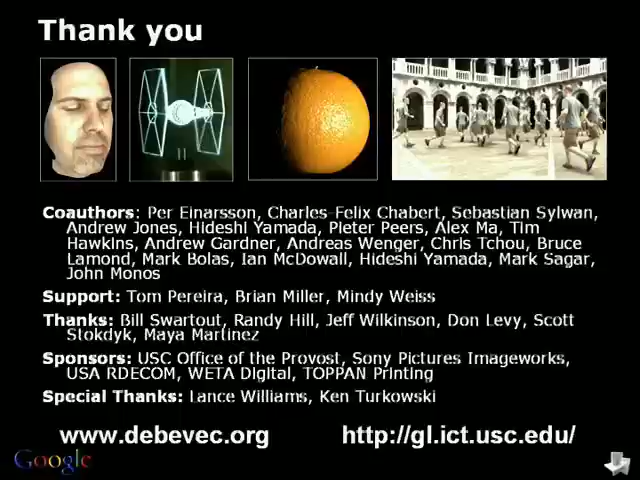 Thank you
Coauthors: Per Einarsson, Charles-Felix Chabert, Sebastian Sylwan,
Andrew Jones, Hideshi Yamada, Pieter Peers, Alex Ma, Tim
Hawkins, Andrew Gardner, Andreas Wenger, Chris Tchou, Bruce
Lamond, Mark Bolas, Ian McDowall, Hideshi Yamada, Mark Sagar,
John Monos
Support: Tom Pereira, Brian Miller, Mindy Weiss
Thanks: Bill Swartout, Randy Hill, Jeff Wilkinson, Don Levy, Scott
Stokdyk, Maya Martinez
Sponsors: USC Office of the Provost, Sony Pictures Imageworks,
USA RDECOM, WETA Digital, TOPPAN Printing
Special Thanks: Lance Williams, Ken Turkowski
www.debevec.org http://gl.ict.usc.edu/
Google